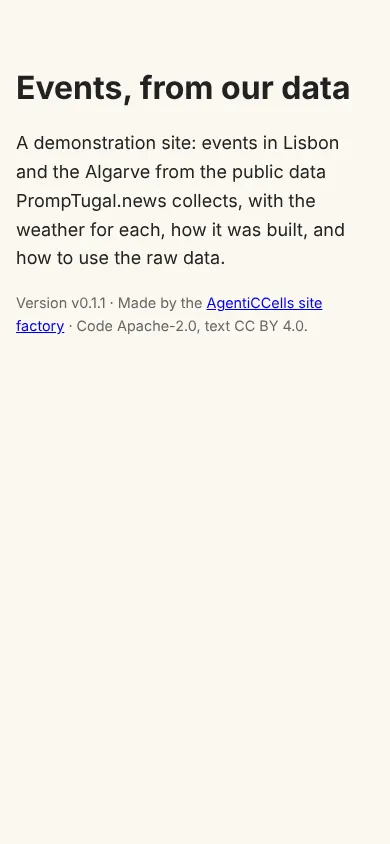 Events, from our data
A demonstration site: events in Lisbon
and the Algarve from the public data
PrompTugal.news collects, with the
weather for each, how it was built, and
how to use the raw data.
Version v0.1.1 · Made by the AgentiCCells site
factory · Code Apache-2.0, text CC BY 4.0.